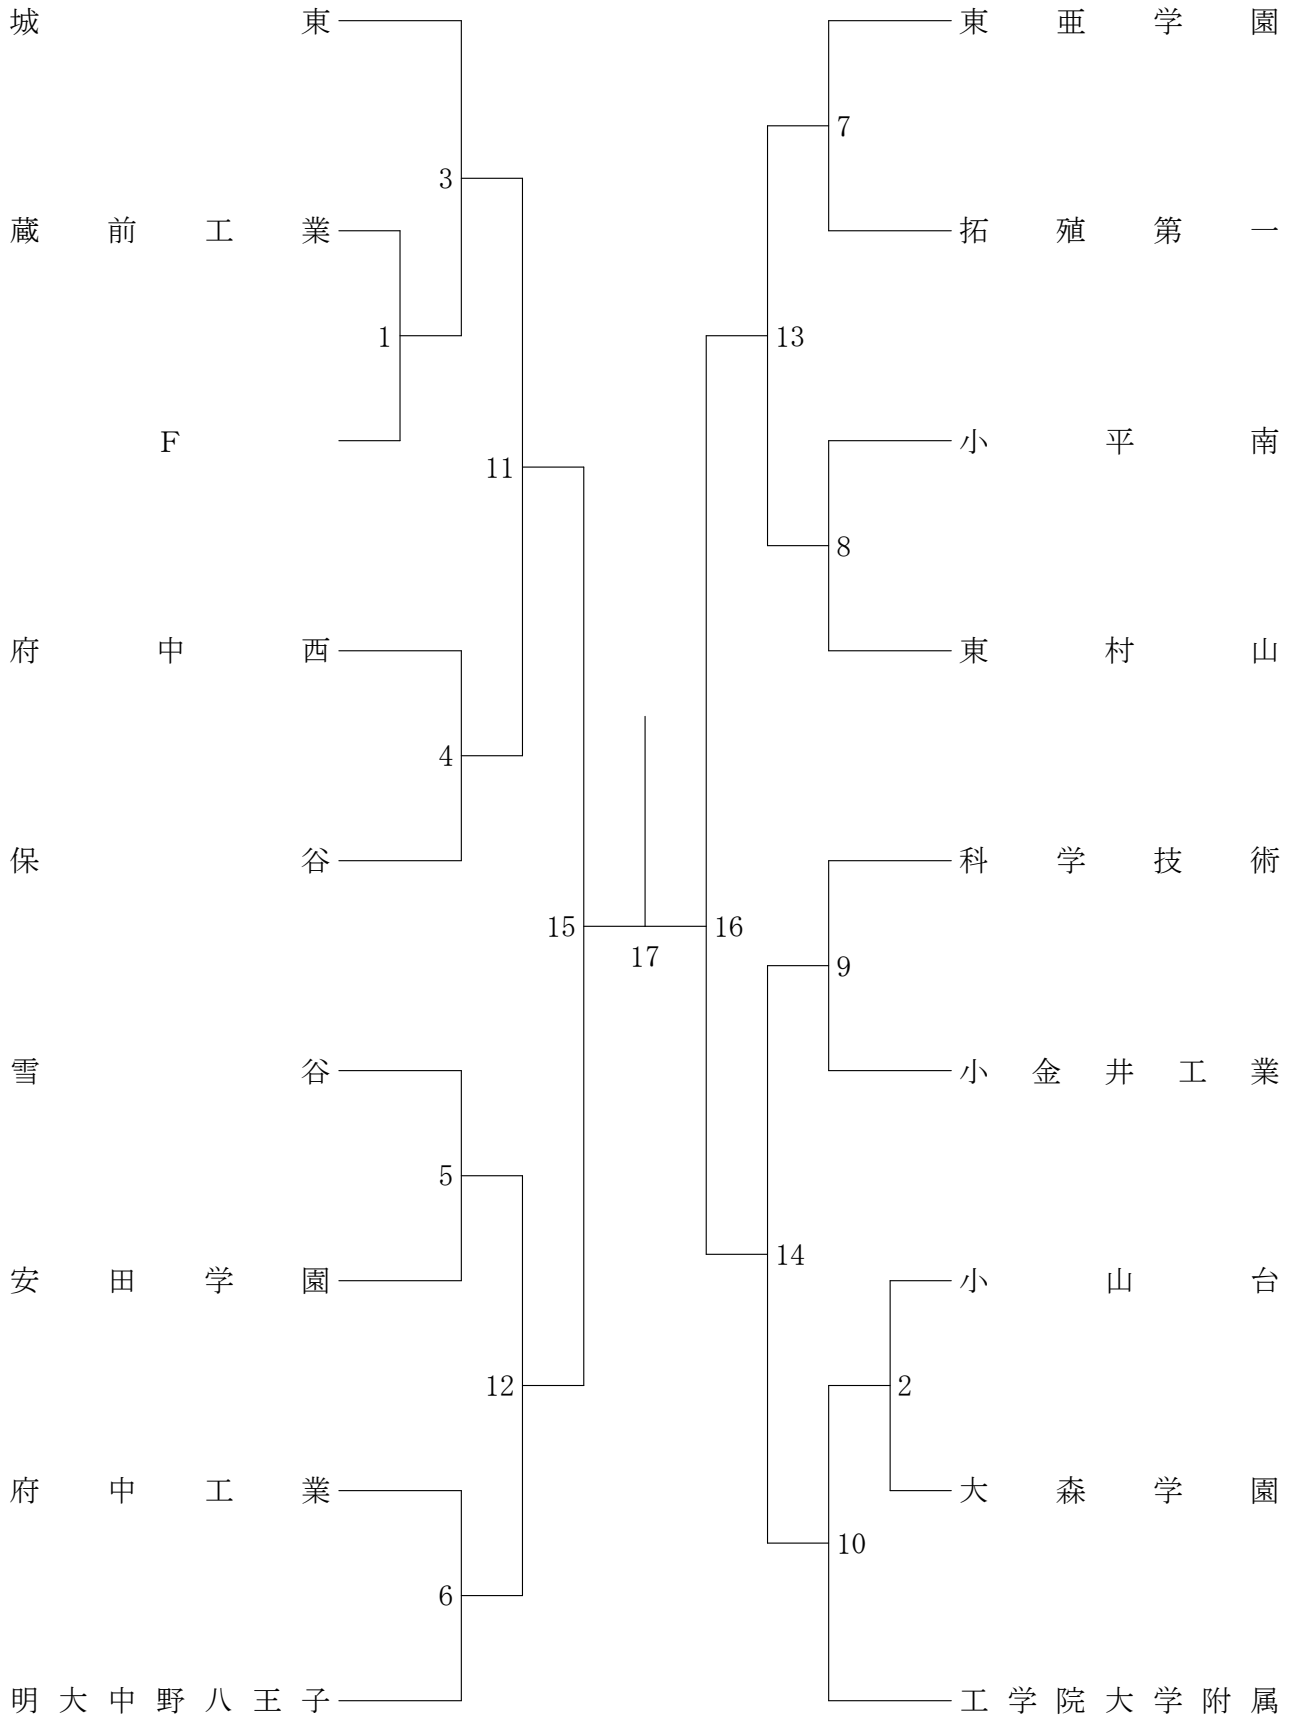 城東
3
蔵前工業
1
F
11
府中西
4
保谷
15
17
雪谷
5
安田学園
12
府中工業
6
明大中野八王子
東亜学園
7
拓殖第一
13
小平南
8
東村山
16
科学技術
9
小金井工業
14
小山台
2
大森学園
10
工学院大学附属